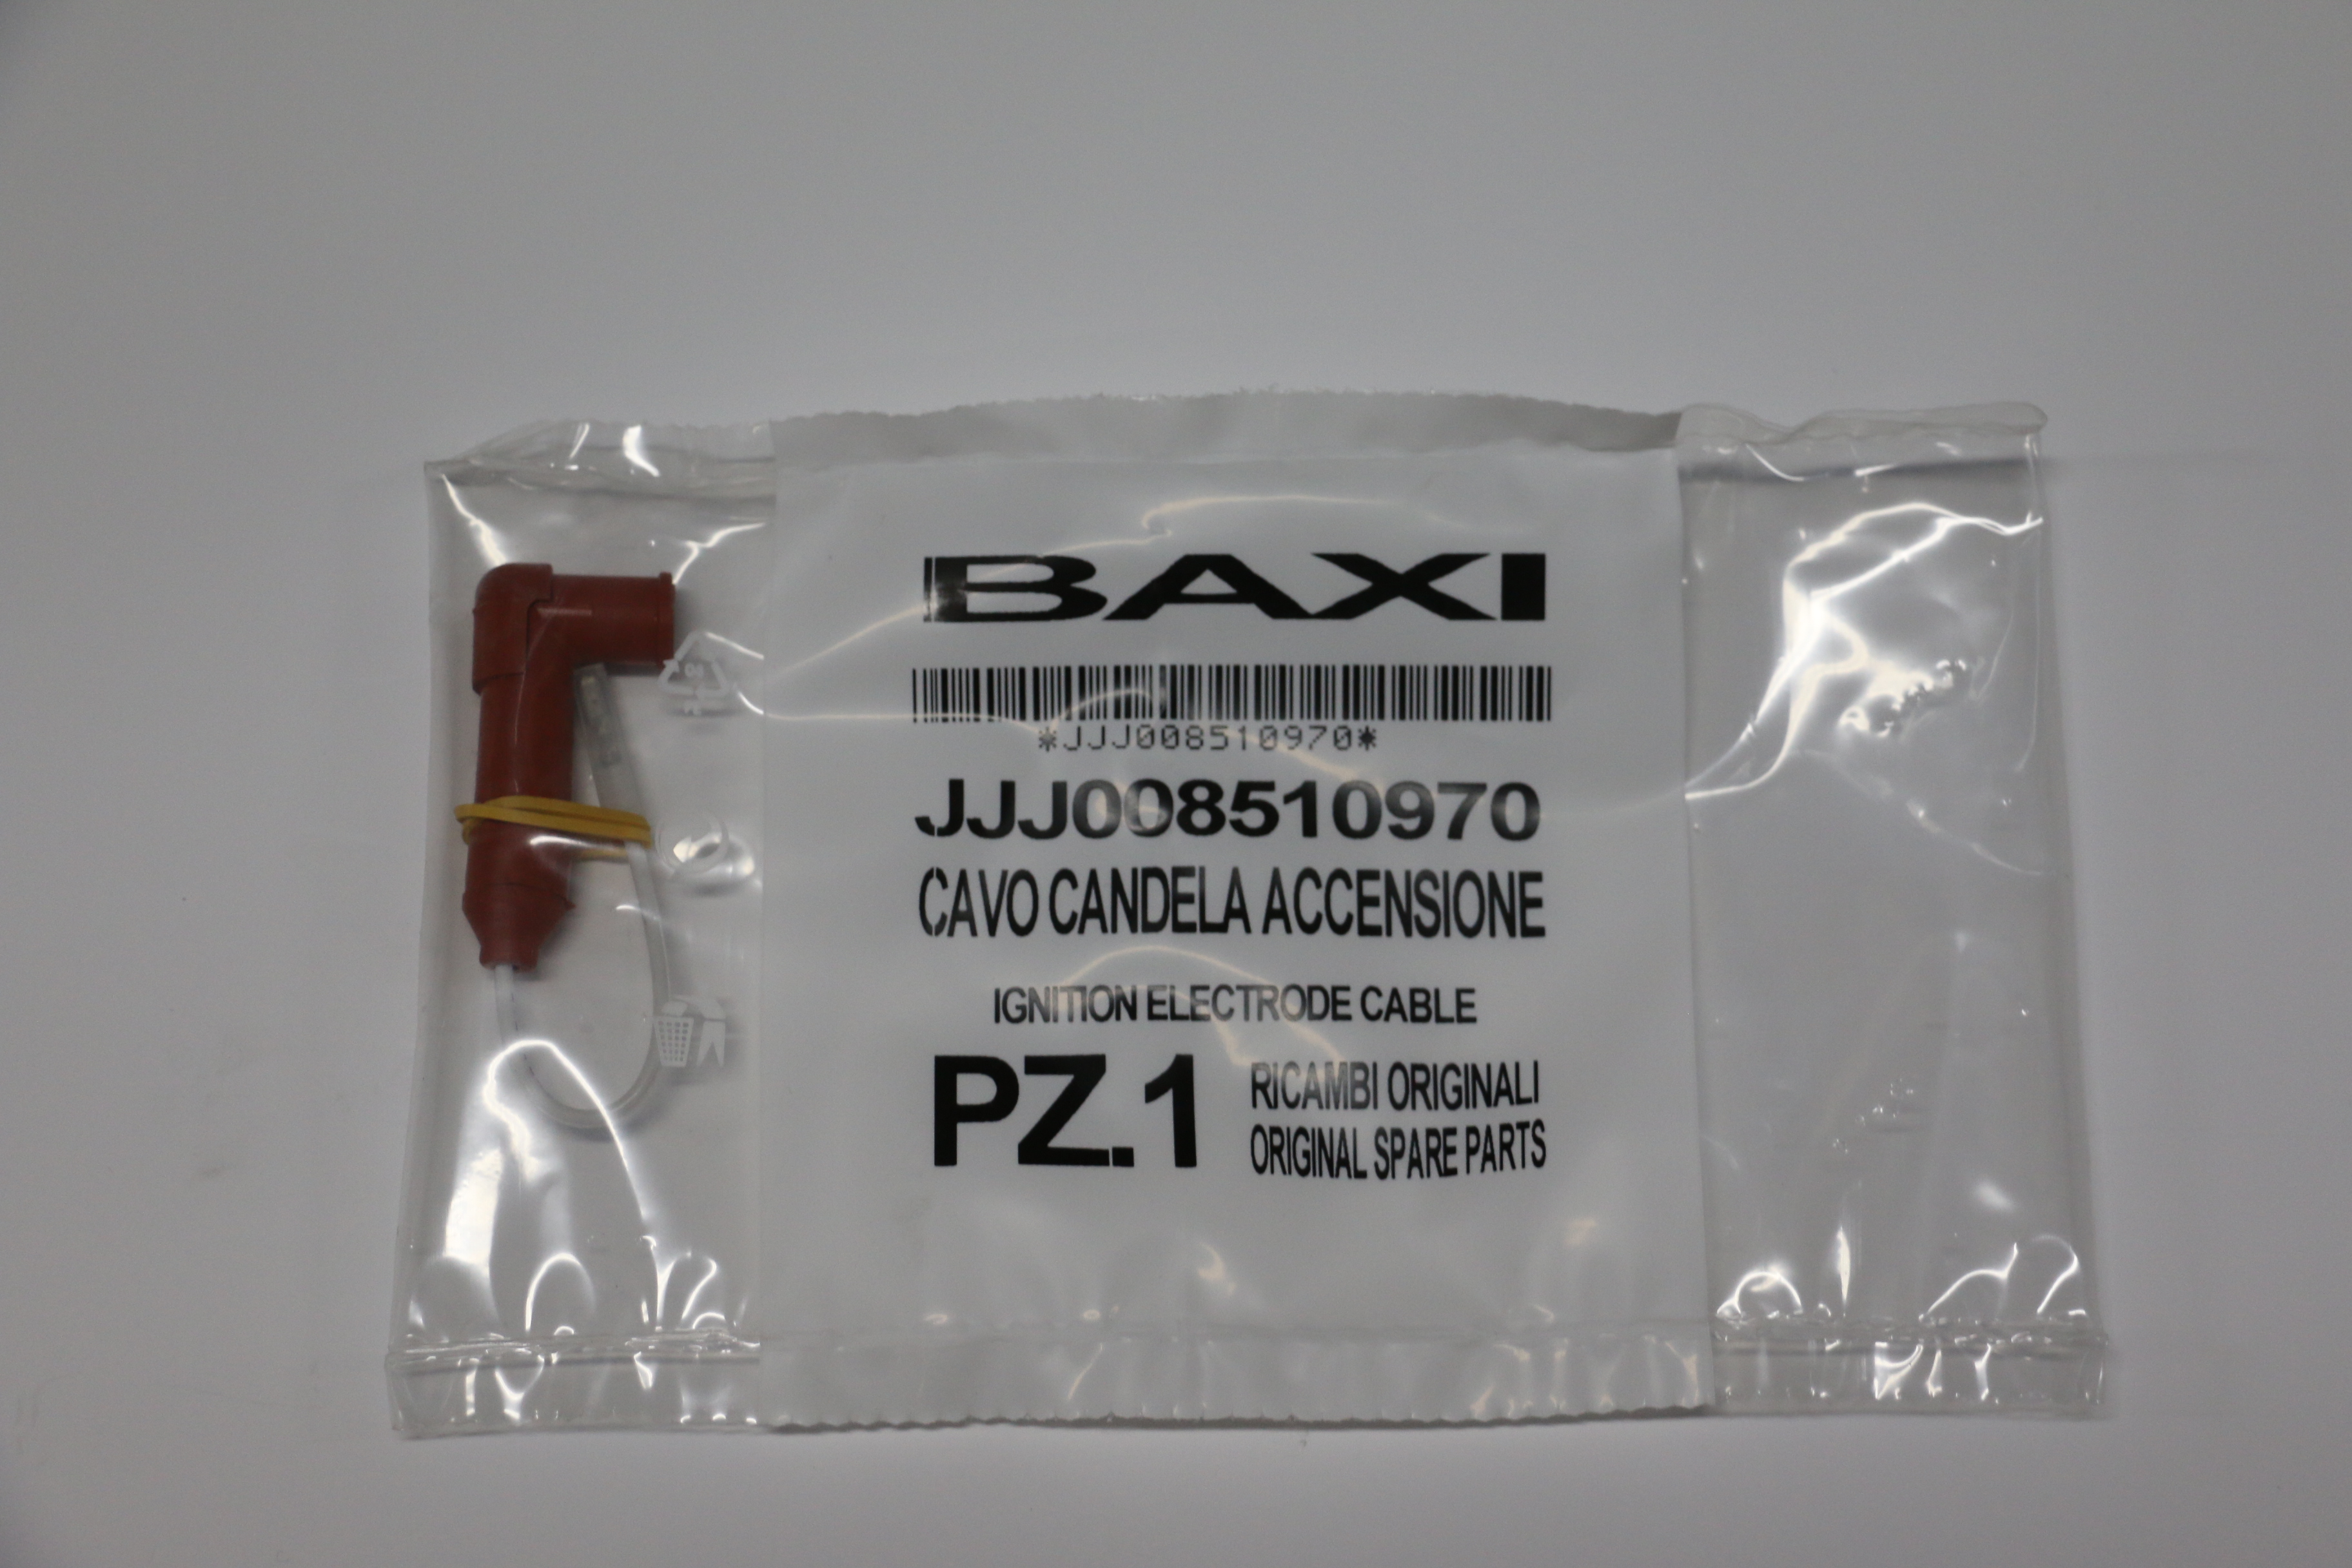 BAXI
*JJJ008510970*
JJJ008510970
CAVO CANDELA ACCENSIONE
IGNITION ELECTRODE CABLE
PZ.1
RICAMBI ORIGINALI
ORIGINAL SPARE PARTS